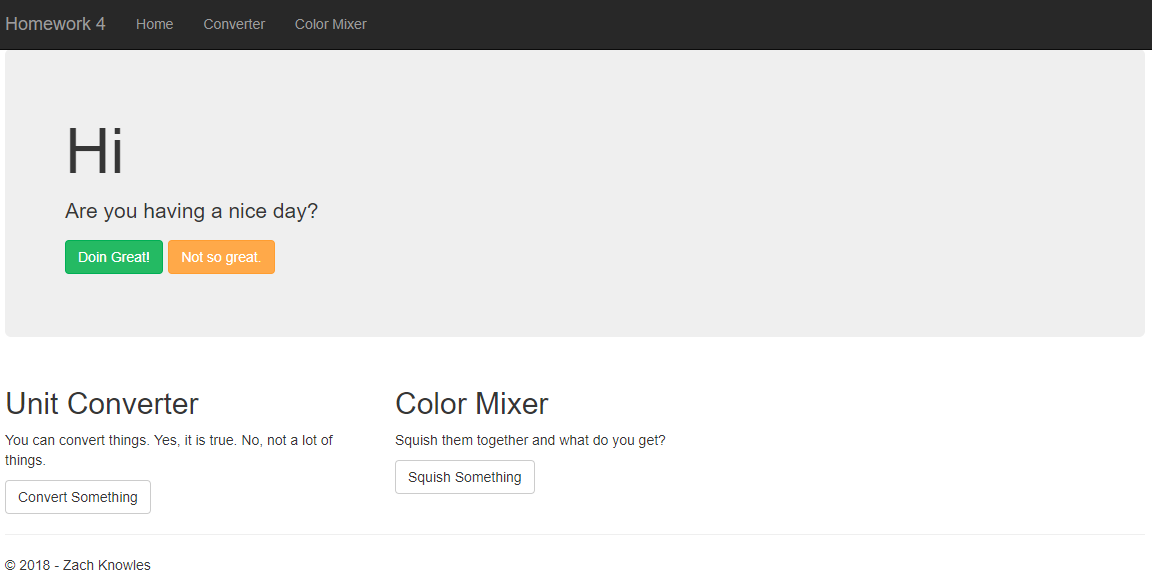 Homework 4 Home Converter Color Mixer
Hi
Are you having a nice day?
Doin Great! Not so great.
Unit Converter
You can convert things. Yes, it is true. No, not a lot of
things.
Convert Something
Color Mixer
Squish them together and what do you get?
Squish Something
© 2018 - Zach Knowles